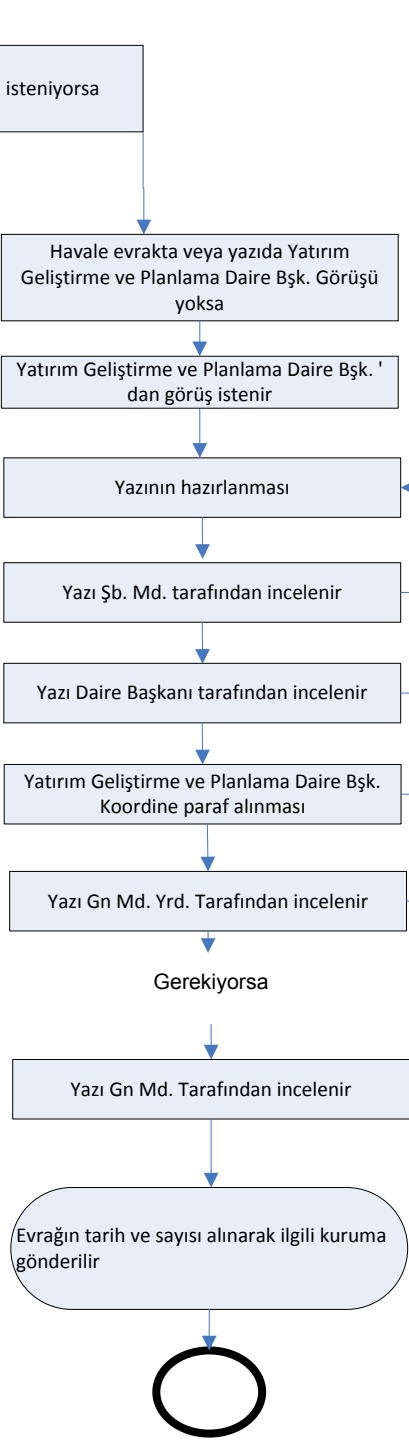 isteniyorsa
Havale evrakta veya yazıda Yatırım
Geliştirme ve Planlama Daire Bşk. Görüşü
yoksa
Yatırım Geliştirme ve Planlama Daire Bşk. '
dan görüş istenir
Yazının hazırlanması
Yazı Şb. Md. tarafından incelenir
Yazı Daire Başkanı tarafından incelenir
Yatırım Geliştirme ve Planlama Daire Bşk.
Koordine paraf alınması
Yazı Gn Md. Yrd. Tarafından incelenir
Gerekiyorsa
Yazı Gn Md. Tarafından incelenir
Evrağın tarih ve sayısı alınarak ilgili kuruma
gönderilir